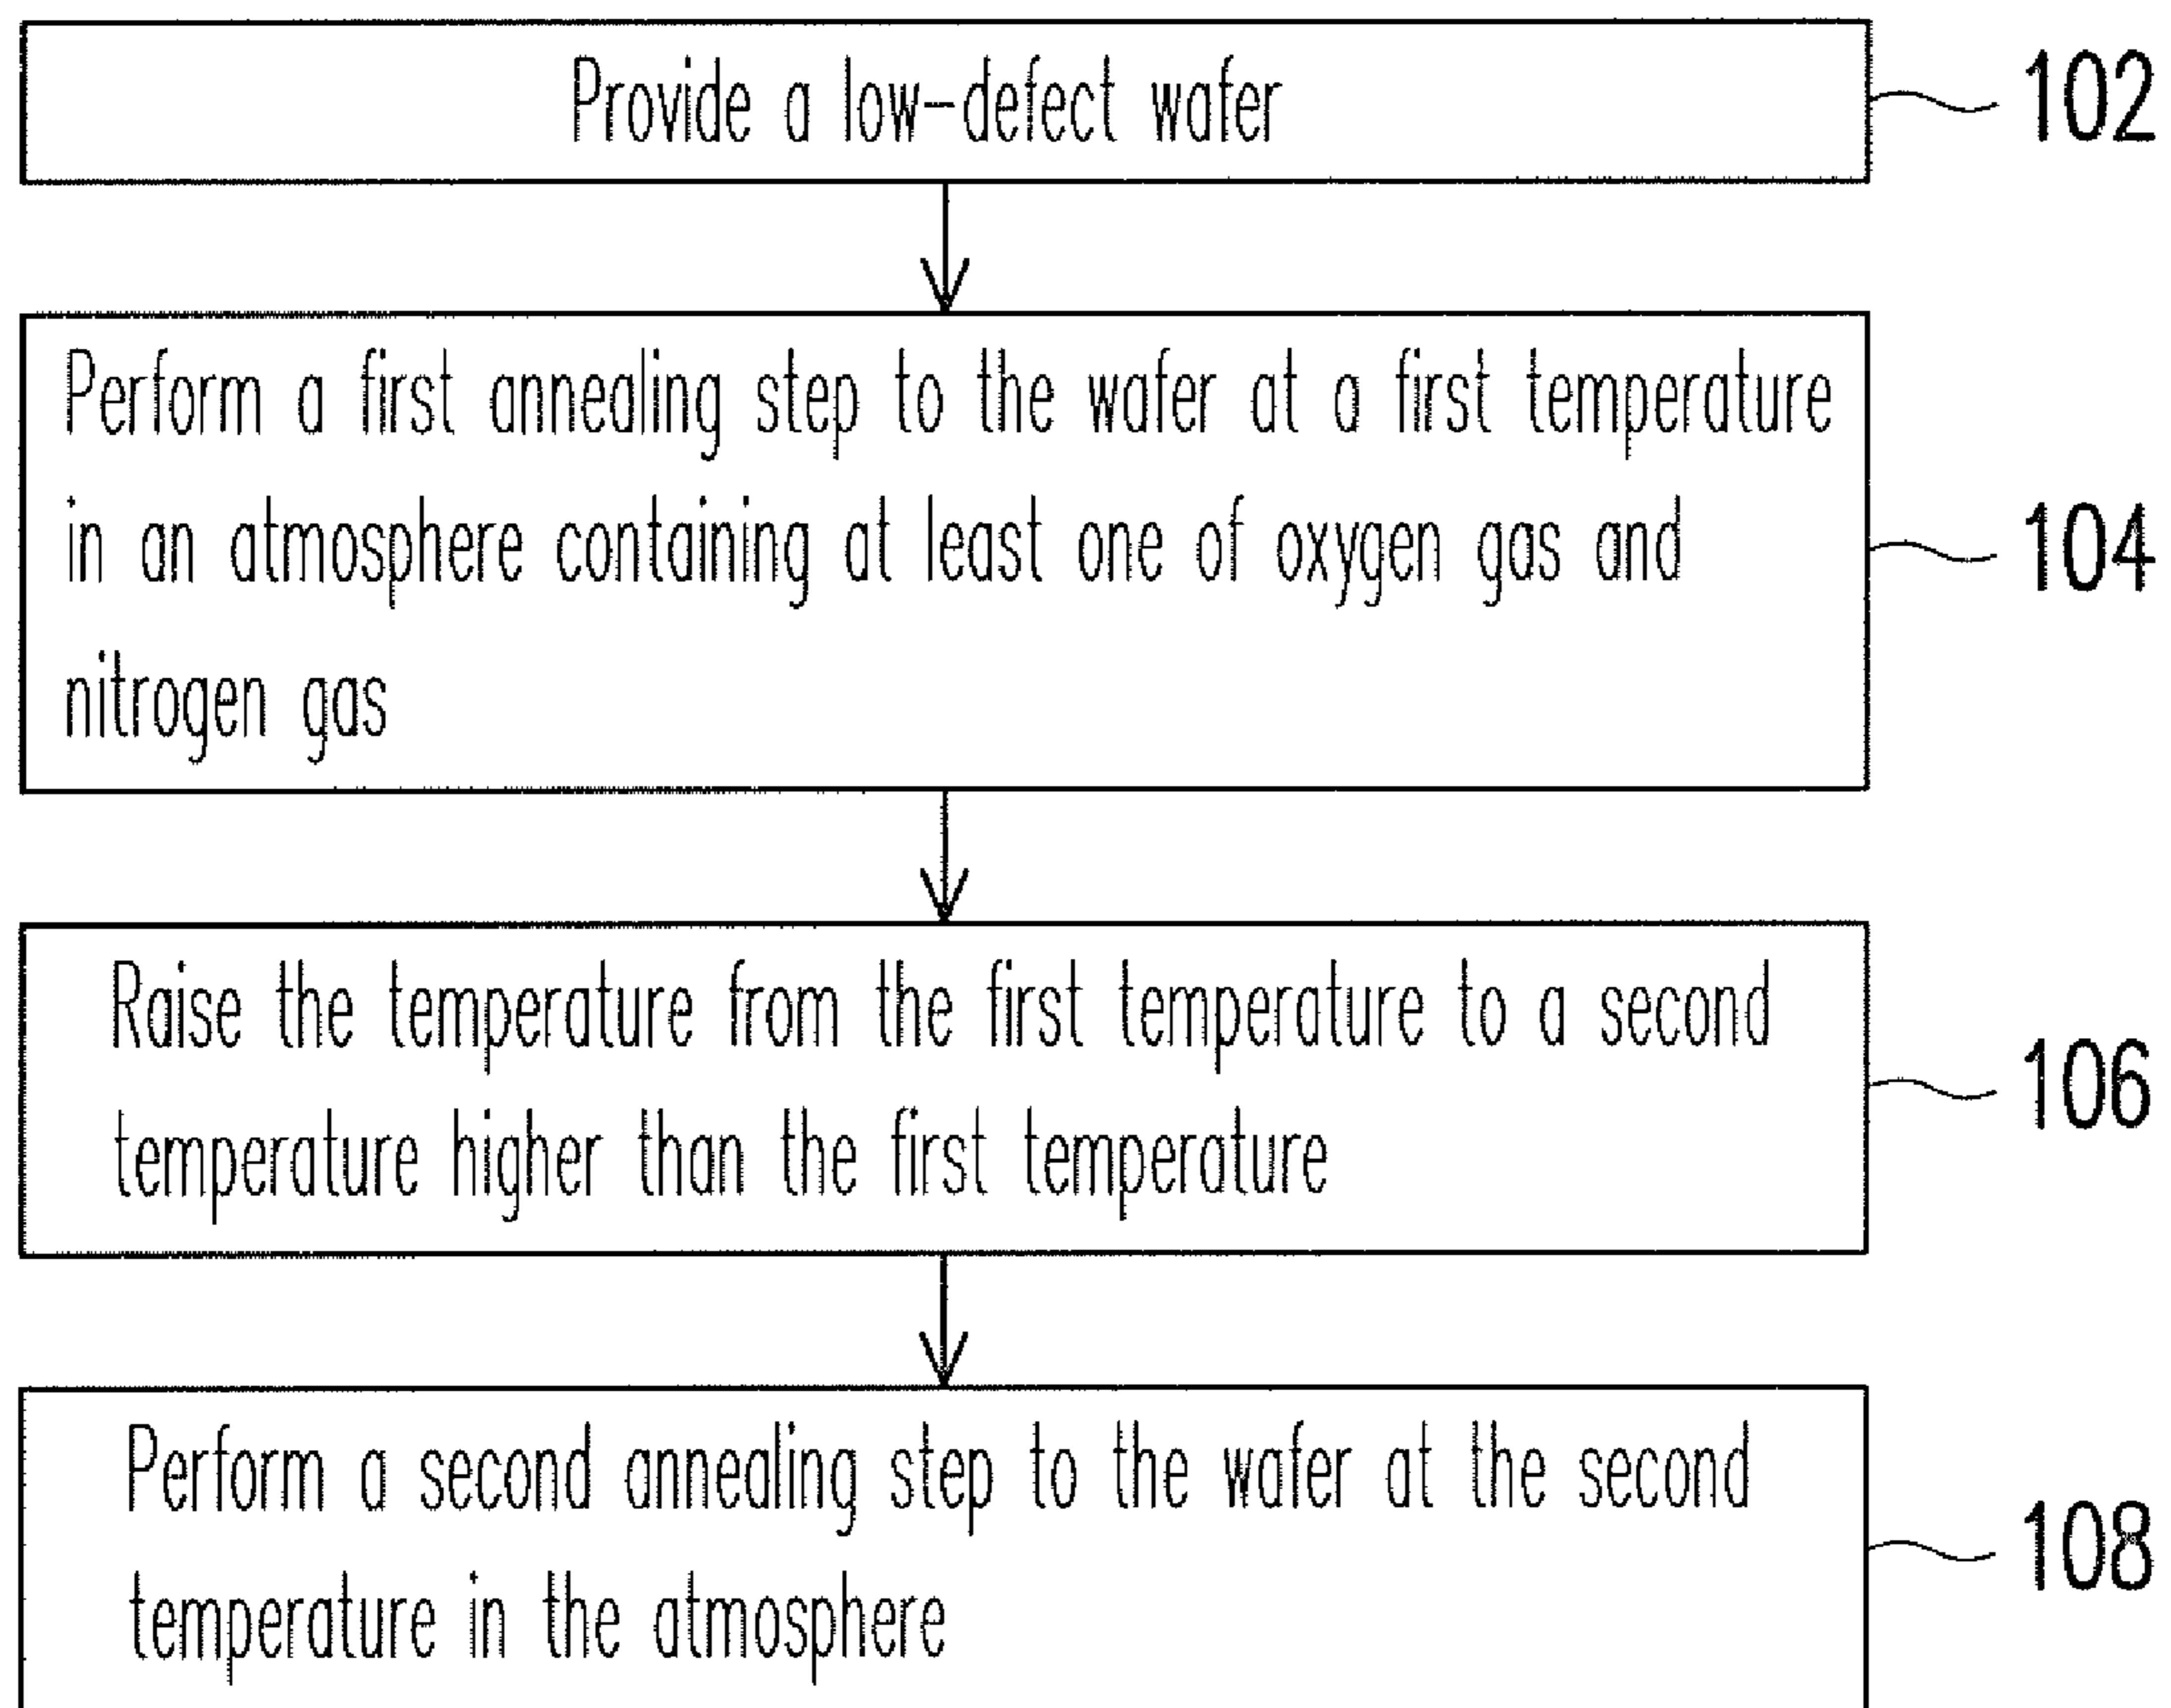 Provide a low-defect wafer
102
Perform a first annealing step to the wafer at a first temperature
in an atmosphere containing at least one of oxygen gas and
nitrogen gas
104
Raise the temperature from the first temperature to a second
temperature higher than the first temperature
106
Perform a second annealing step to the wafer at the second
temperature in the atmosphere
108